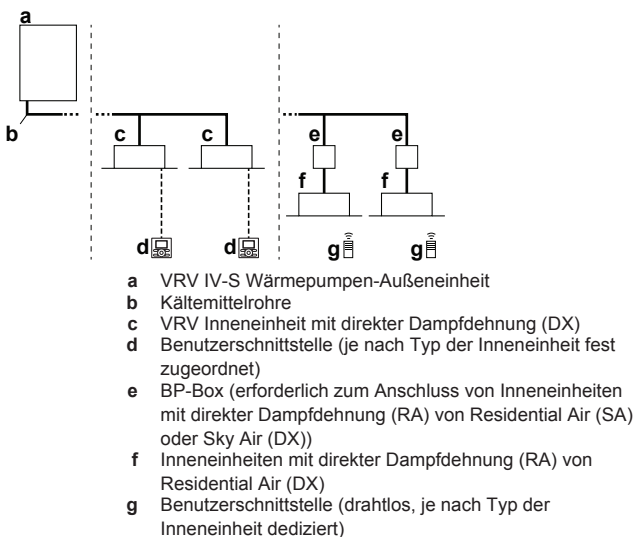 a
b
c
c
e
e
f
f
d
d
g
g
a VRV IV-S Wärmepumpen-Außeneinheit
b Kältemittelrohre
c VRV Inneneinheit mit direkter Dampfdehnung (DX)
d Benutzerschnittstelle (je nach Typ der Inneneinheit fest
zugeordnet)
e BP-Box (erforderlich zum Anschluss von Inneneinheiten
mit direkter Dampfdehnung (RA) von Residential Air (SA)
oder Sky Air (DX))
f Inneneinheiten mit direkter Dampfdehnung (RA) von
Residential Air (DX)
g Benutzerschnittstelle (drahtlos, je nach Typ der
Inneneinheit dediziert)